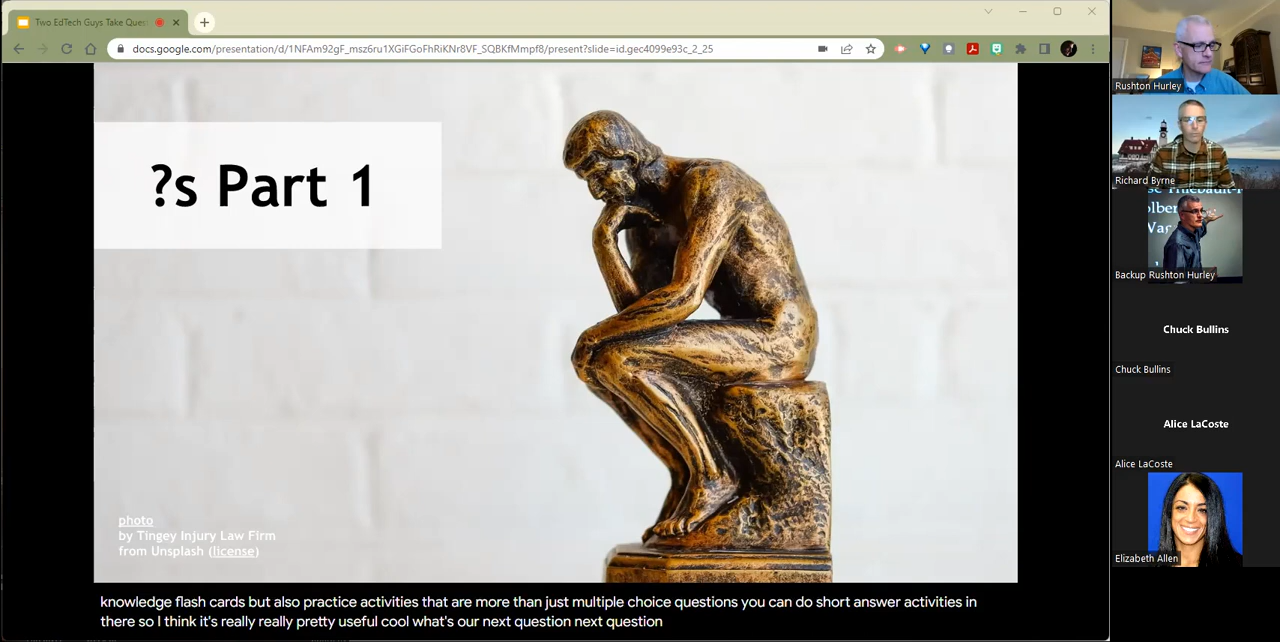 Two EdTech Guys Take Ques
docs.google.com/presentation/d/1NFAm92gF_msz6ru1XGiFGoFhRiKNr8VF_SQBKfMmpf8/present?slide=id.gec4099e93c_2_25
?s Part 1
photo
by Tingey Injury Law Firm
from Unsplash (license)
knowledge flash cards but also practice activities that are more than just multiple choice questions you can do short answer activities in
there so I think it's really really pretty useful cool what's our next question next question
Rushton Hurley
Richard Byrne
Backup Rushton Hurley
Chuck Bullins
Chuck Bullins
Alice LaCoste
Alice LaCoste
Elizabeth Allen